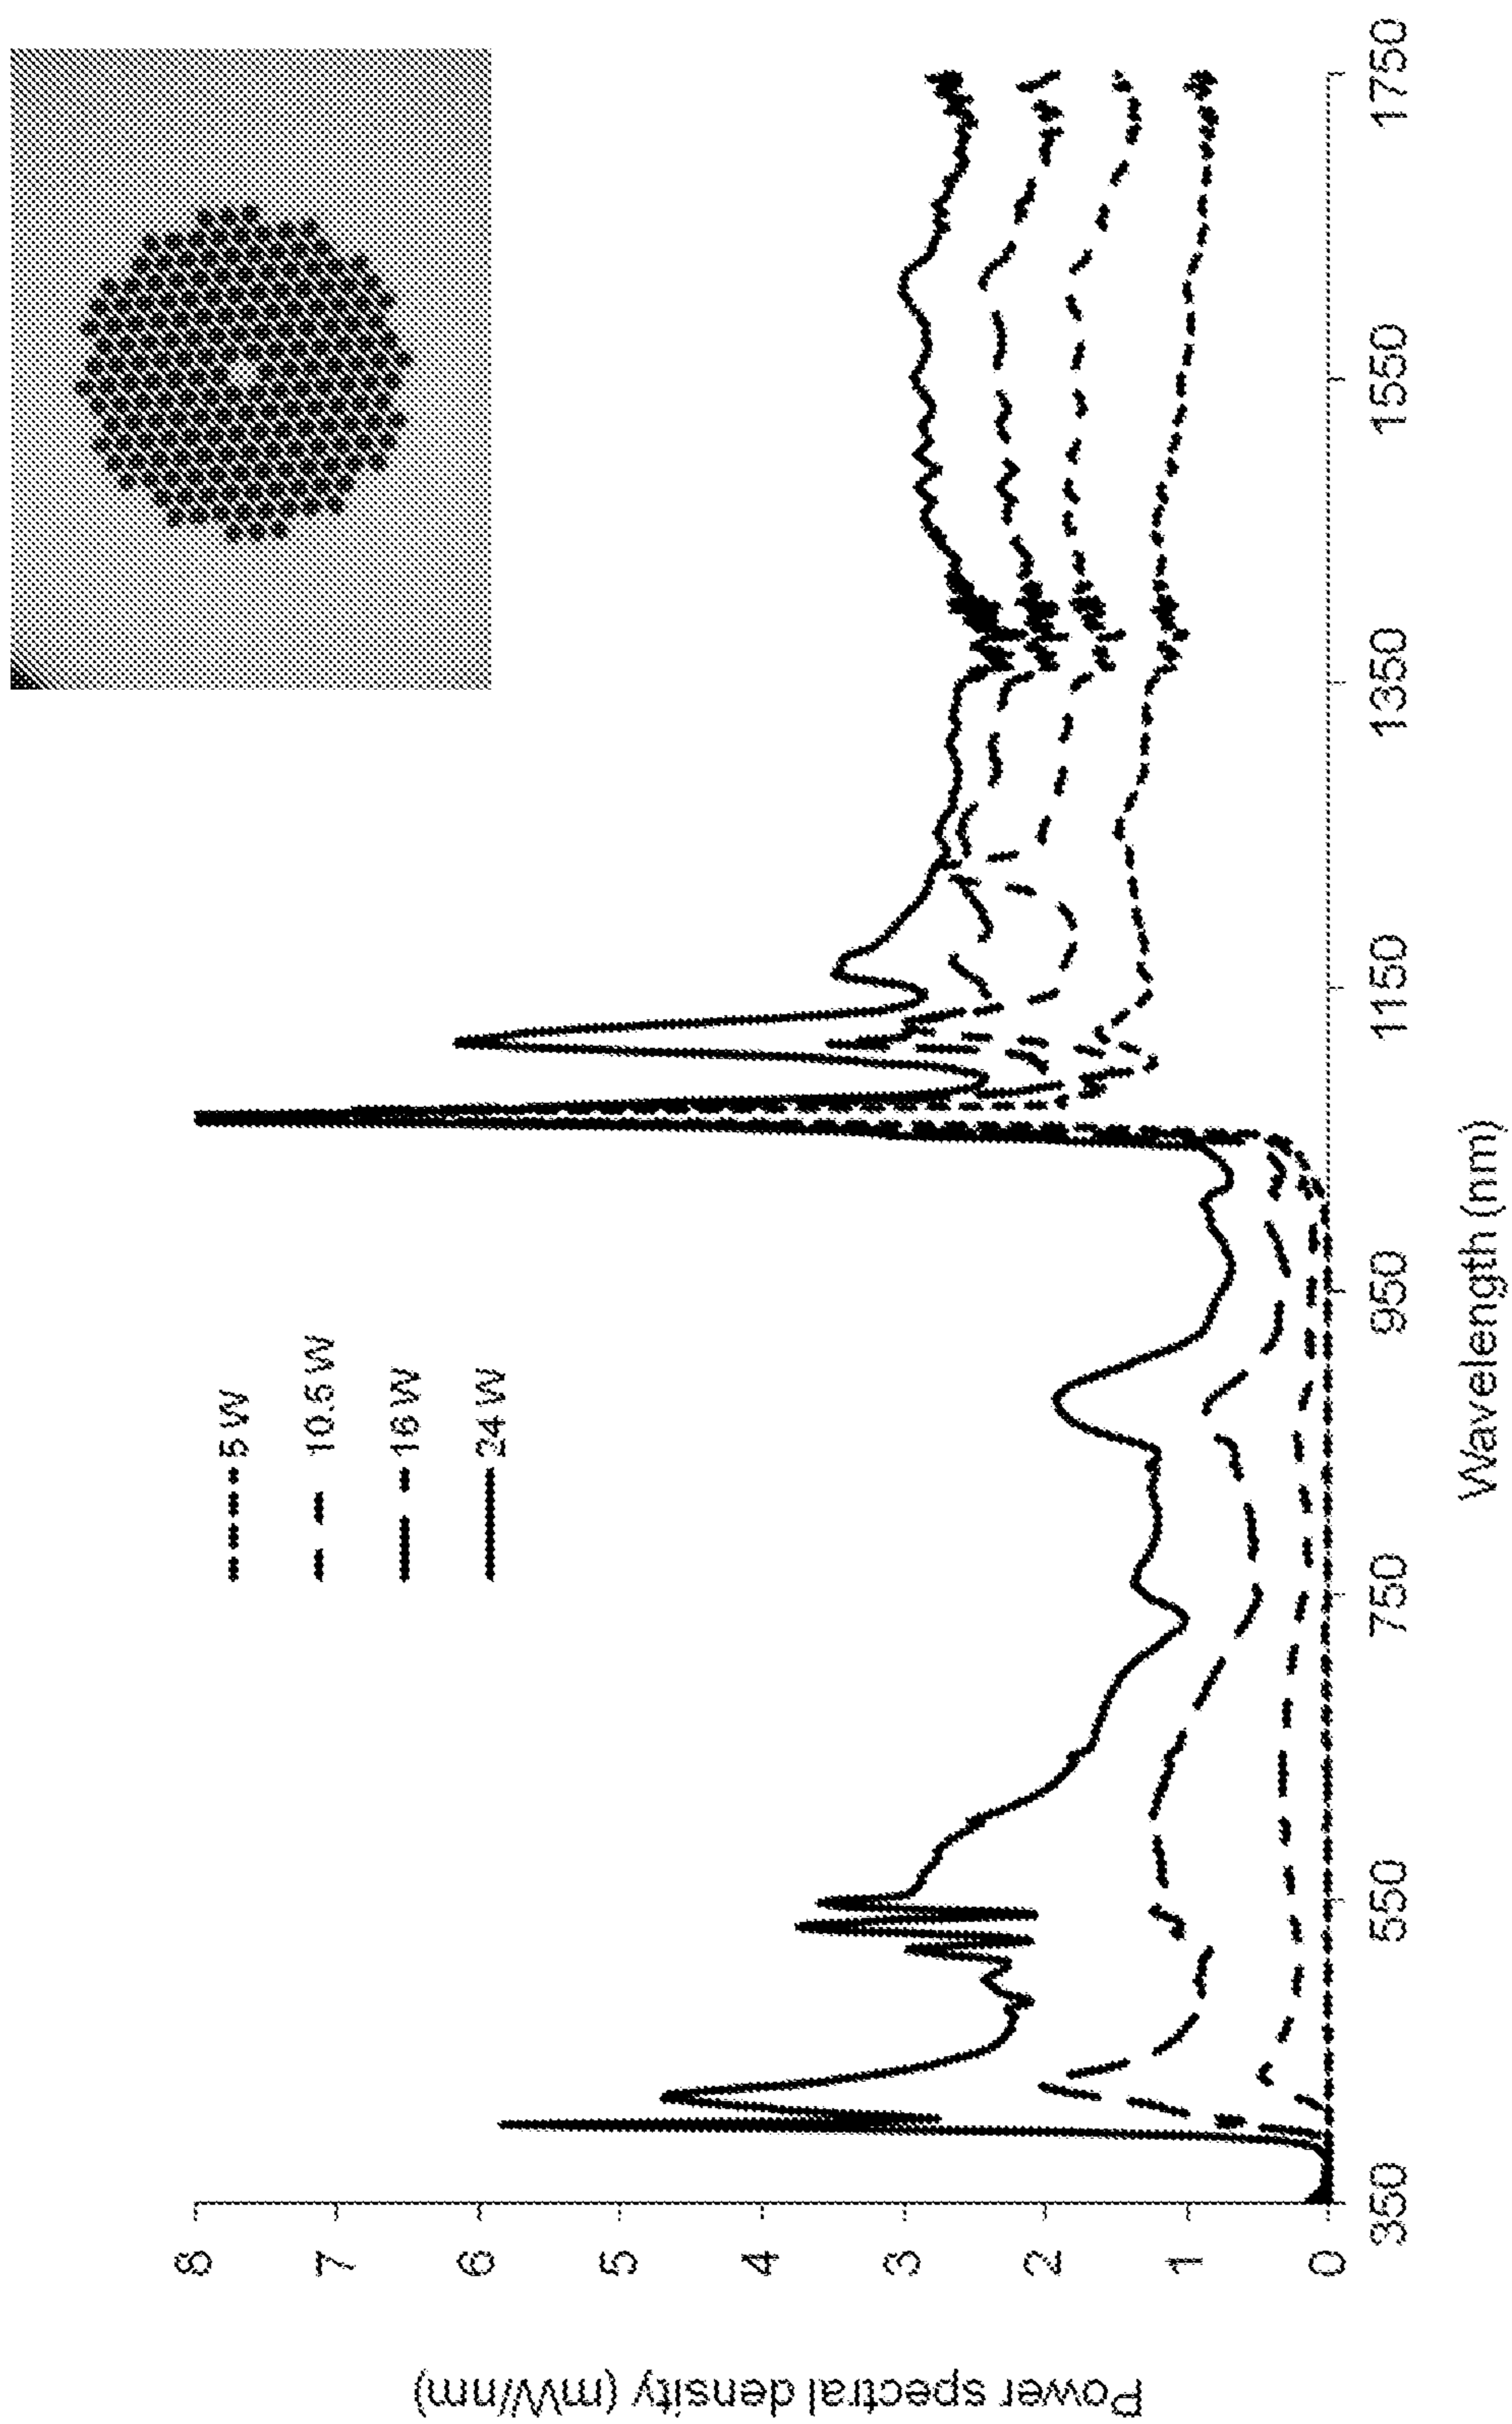 Power spectral density (mW/nm)
8
7
6
5
4
3
2
1
0
5 W
10.5 W
16 W
24 W
350
550
750
950
1150
1350
1550
1750
Wavelength (nm)